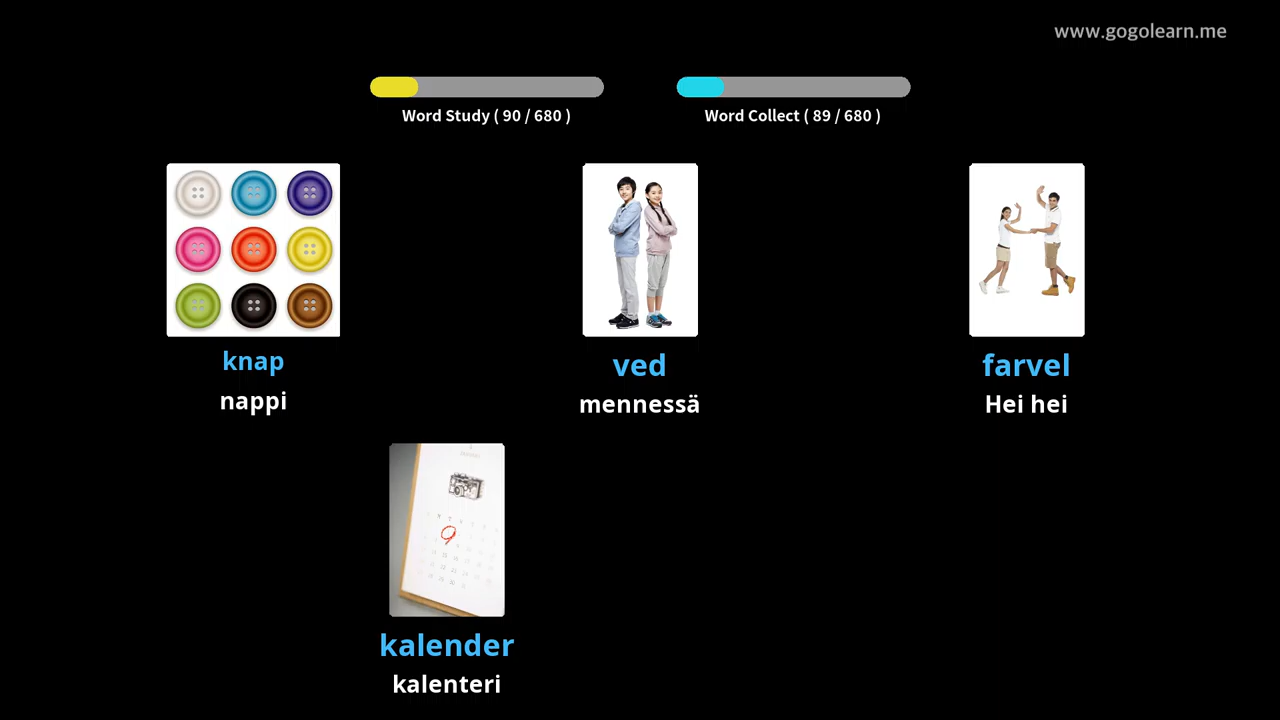 www.gogolearn.me
Word Study ( 90 / 680 )
Word Collect ( 89 / 680 )
knap
nappi
ved
mennessä
farvel
Hei hei
kalender
kalenteri